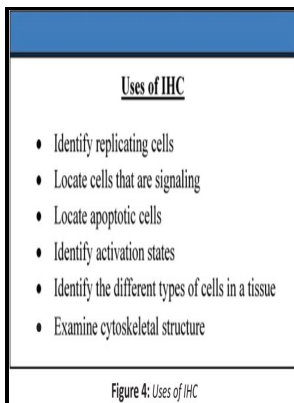 Uses of IHC
• Identify replicating cells
• Locate cells that are signaling
• Locate apoptotic cells
• Identify activation states
• Identify the different types of cells in a tissue
• Examine cytoskeletal structure
Figure 4: Uses of IHC